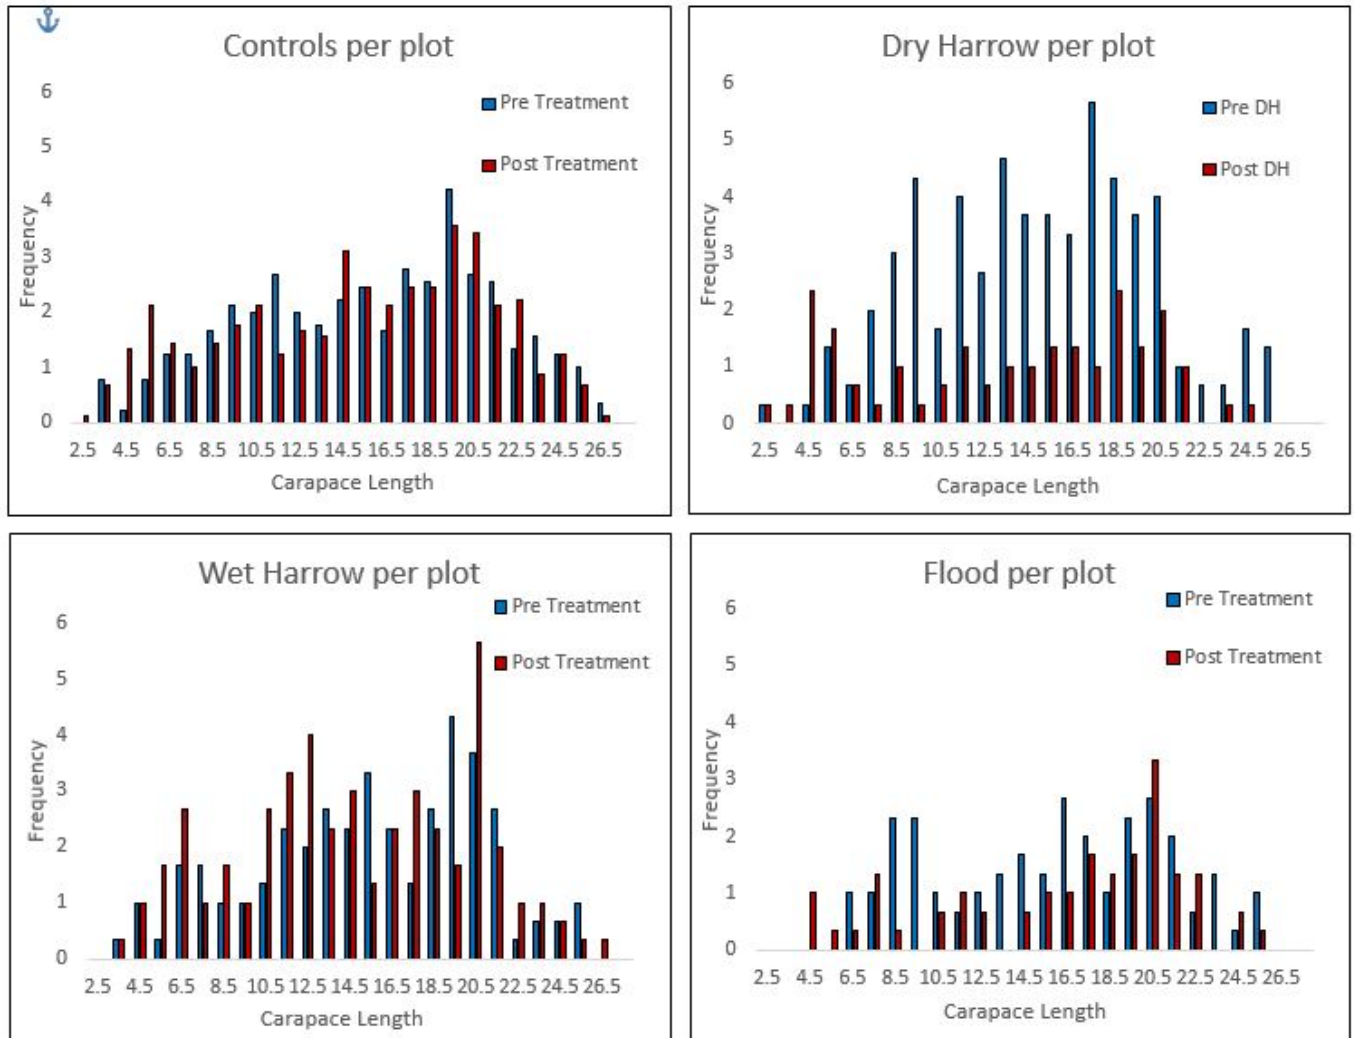 Controls per plot
6
5
4
3
2
1
0
Frequency
Pre Treatment
Post Treatment
2.5 4.5 6.5 8.5 10.5 12.5 14.5 16.5 18.5 20.5 22.5 24.5 26.5
Carapace Length
Dry Harrow per plot
6
5
4
3
2
1
0
Frequency
Pre DH
Post DH
2.5 4.5 6.5 8.5 10.5 12.5 14.5 16.5 18.5 20.5 22.5 24.5 26.5
Carapace Length
Wet Harrow per plot
6
5
4
3
2
1
0
Frequency
Pre Treatment
Post Treatment
2.5 4.5 6.5 8.5 10.5 12.5 14.5 16.5 18.5 20.5 22.5 24.5 26.5
Carapace Length
Flood per plot
6
5
4
3
2
1
0
Frequency
Pre Treatment
Post Treatment
2.5 4.5 6.5 8.5 10.5 12.5 14.5 16.5 18.5 20.5 22.5 24.5 26.5
Carapace Length